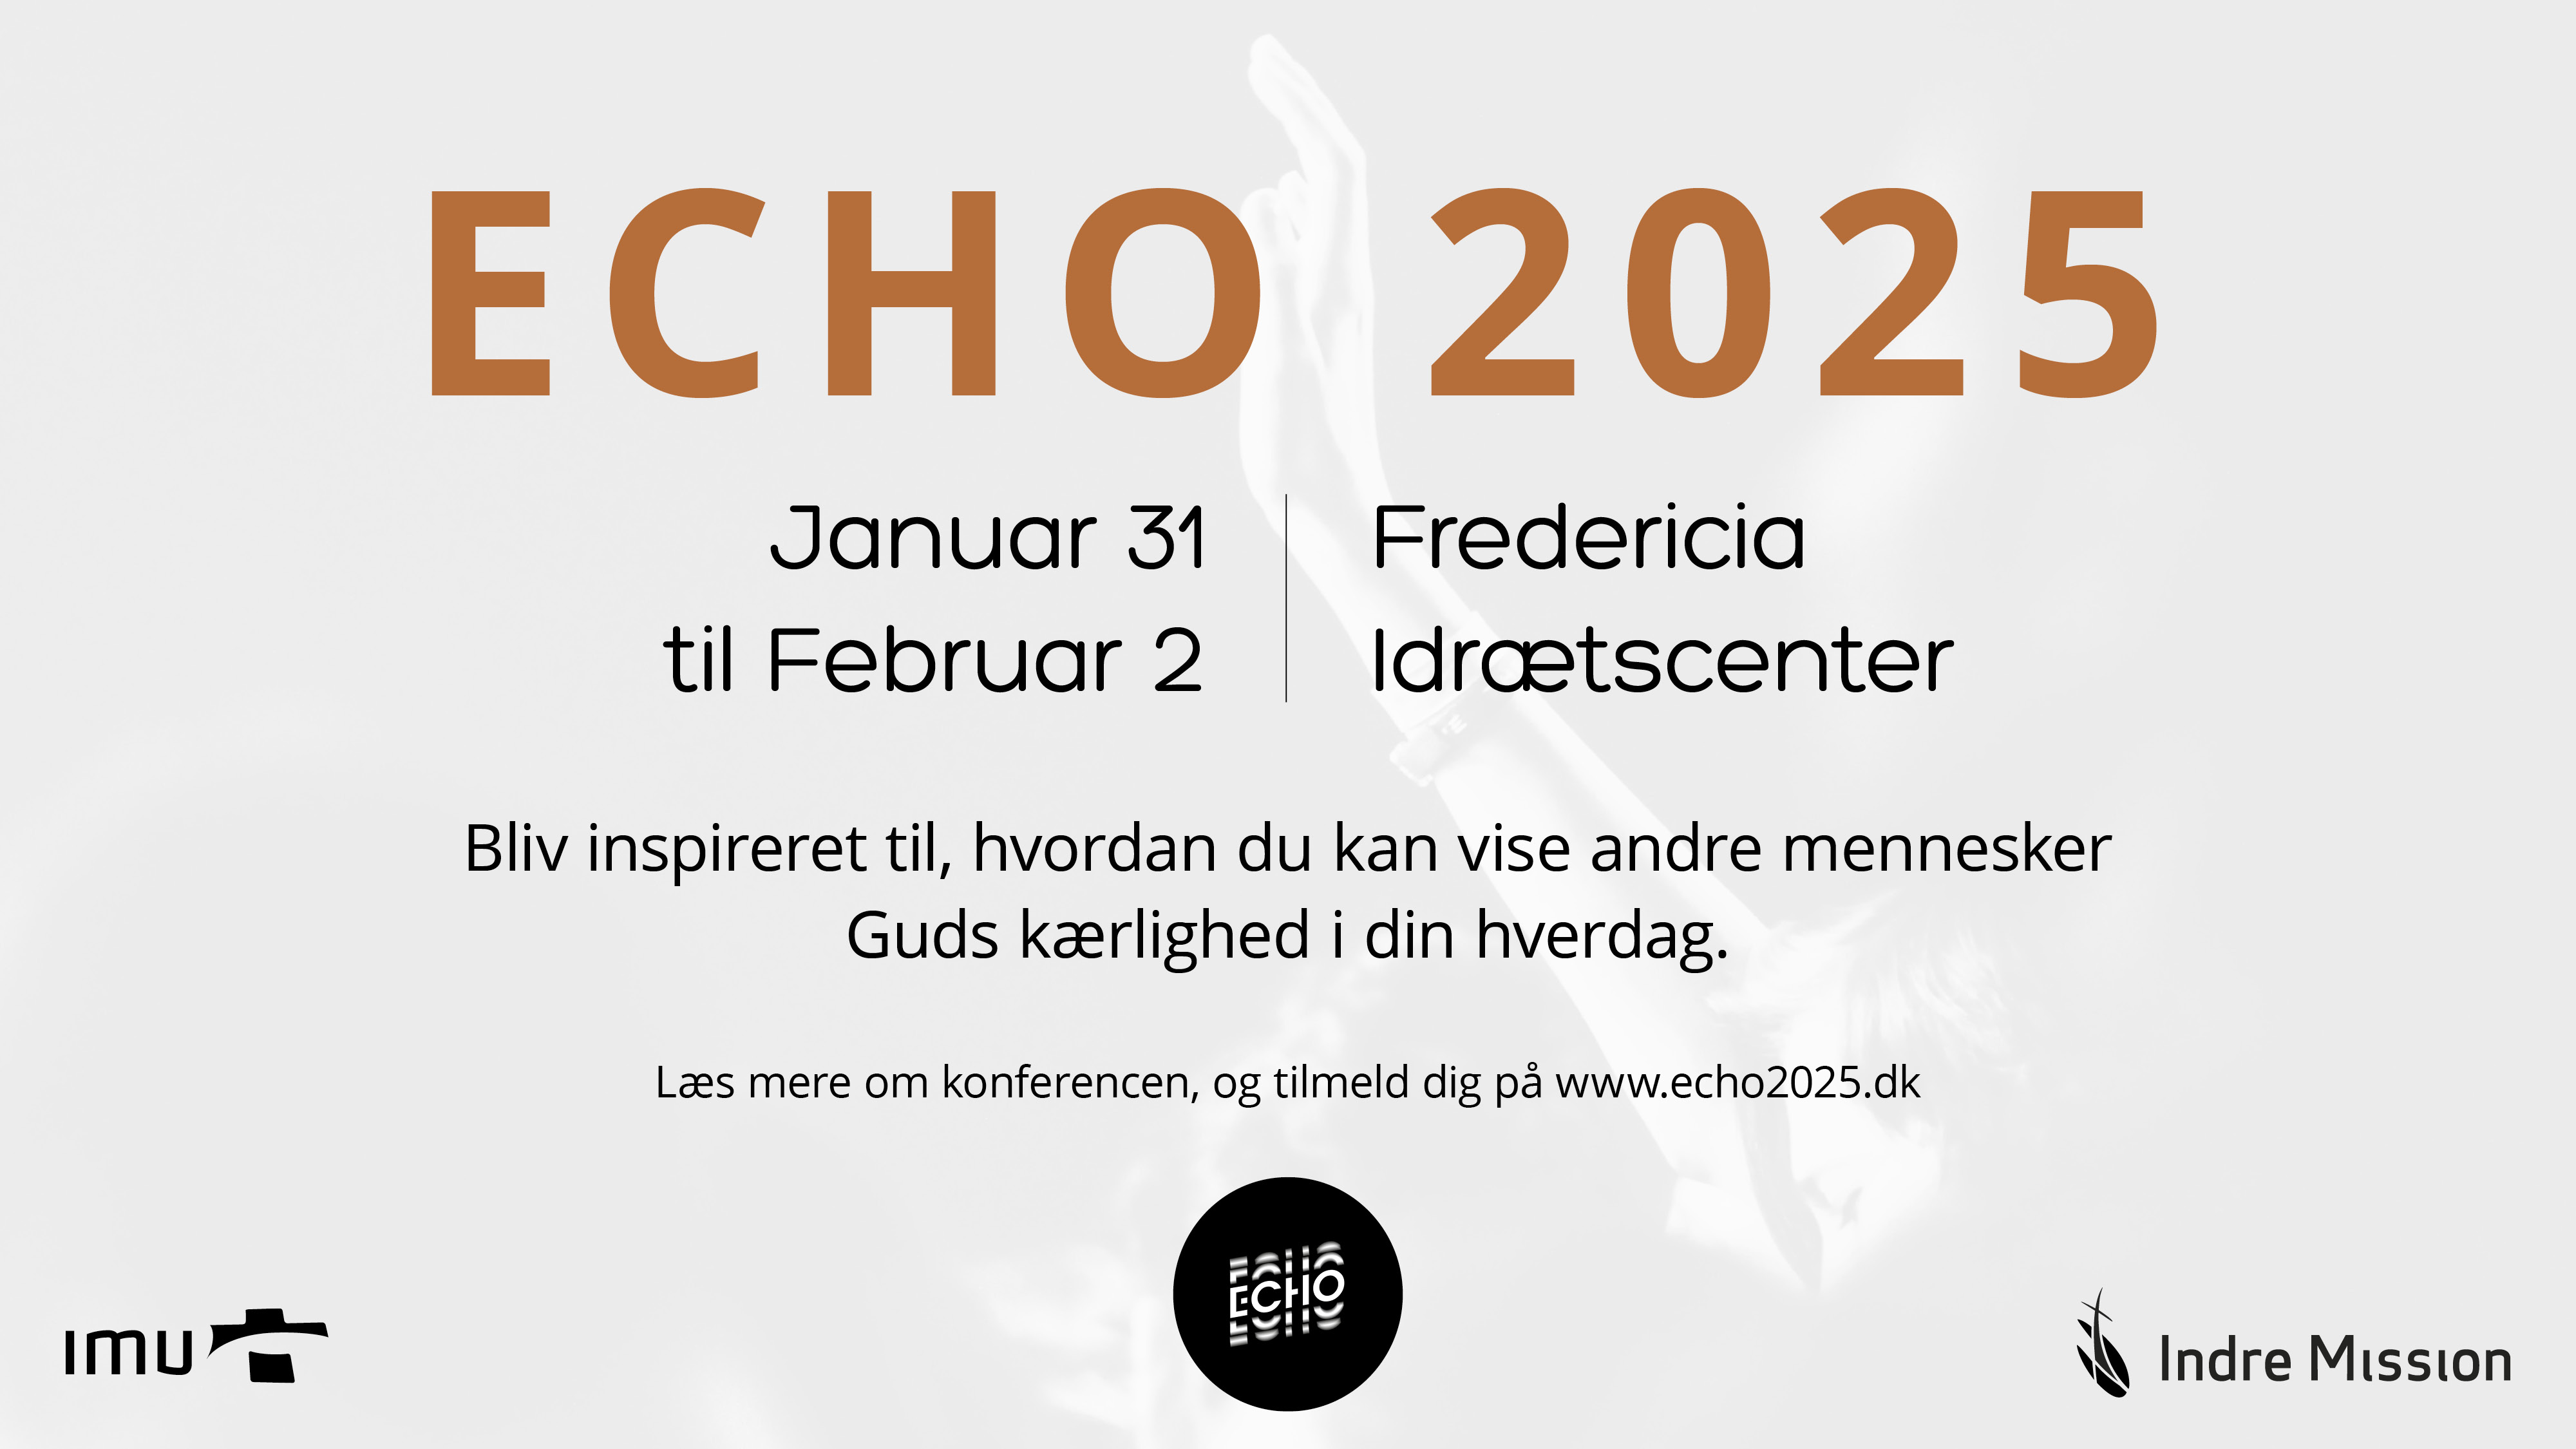 ECHO 2025
Januar 31
til Februar 2
Fredericia
Idrætscenter
Bliv inspireret til, hvordan du kan vise andre mennesker
Guds kærlighed i din hverdag.
Læs mere om konferencen, og tilmeld dig på www.echo2025.dk
ECHO
imu
Indre Mission